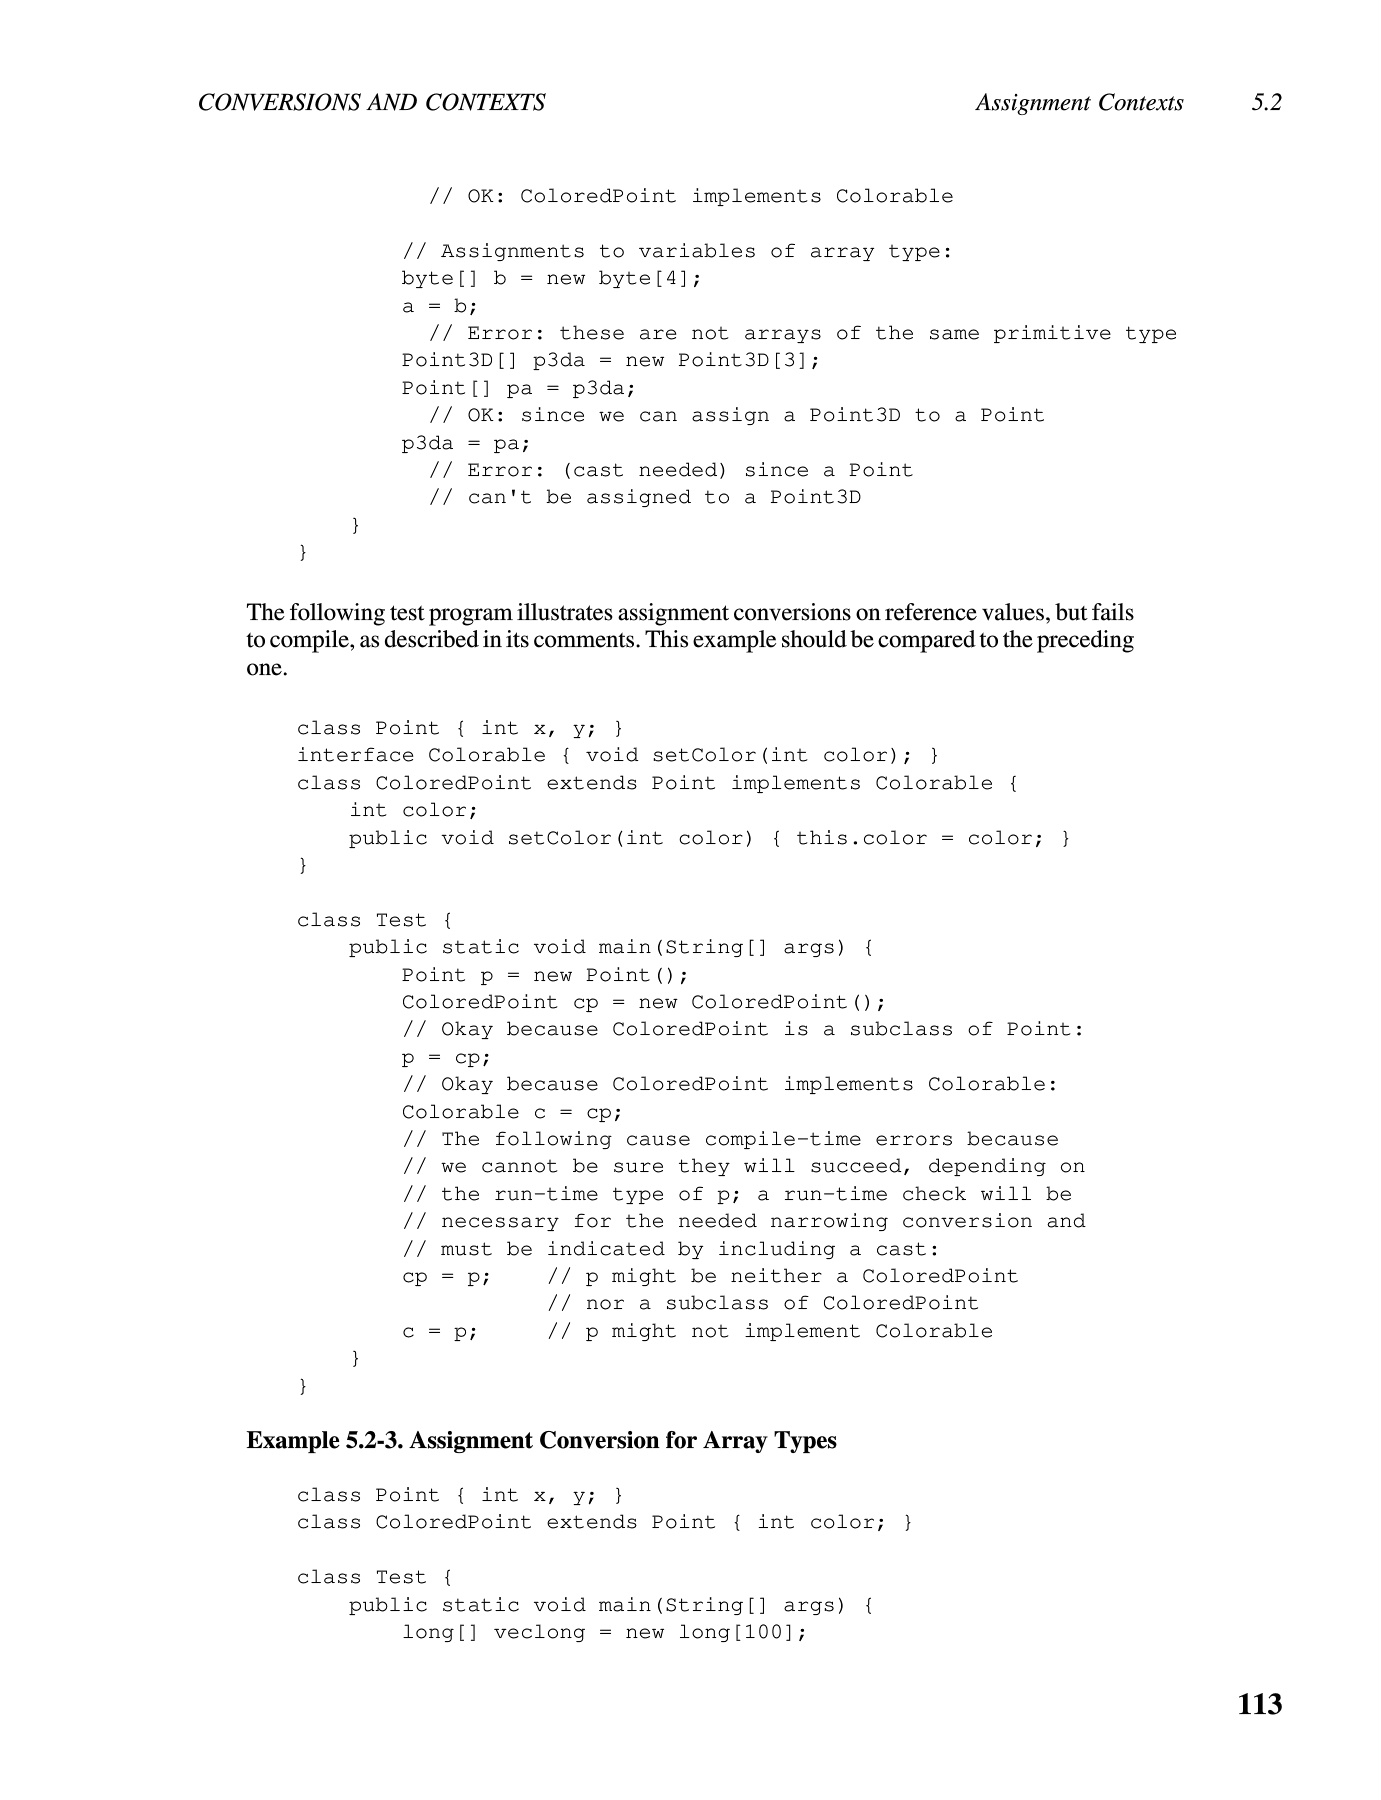 CONVERSIONS AND CONTEXTS Assignment Contexts 5.2
// OK: ColoredPoint implements Colorable
// Assignments to variables of array type:
byte[] b = new byte[4];
a = b;
// Error: these are not arrays of the same primitive type
Point3D[] p3da = new Point3D[3];
Point[] pa = p3da;
// OK: since we can assign a Point3D to a Point
p3da = pa;
// Error: (cast needed) since a Point
// can't be assigned to a Point3D
}
}
The following test program illustrates assignment conversions on reference values, but fails
to compile, as described in its comments. This example should be compared to the preceding
one.
class Point { int x, y; }
interface Colorable { void setColor(int color); }
class ColoredPoint extends Point implements Colorable {
int color;
public void setColor(int color) { this.color = color; }
}
class Test {
public static void main(String[] args) {
Point p = new Point();
ColoredPoint cp = new ColoredPoint();
// Okay because ColoredPoint is a subclass of Point:
p = cp;
// Okay because ColoredPoint implements Colorable:
Colorable c = cp;
// The following cause compile-time errors because
// we cannot be sure they will succeed, depending on
// the run-time type of p; a run-time check will be
// necessary for the needed narrowing conversion and
// must be indicated by including a cast:
cp = p; // p might be neither a ColoredPoint
// nor a subclass of ColoredPoint
c = p; // p might not implement Colorable
}
}
Example 5.2-3. Assignment Conversion for Array Types
class Point { int x, y; }
class ColoredPoint extends Point { int color; }
class Test {
public static void main(String[] args) {
long[] veclong = new long[100];
113